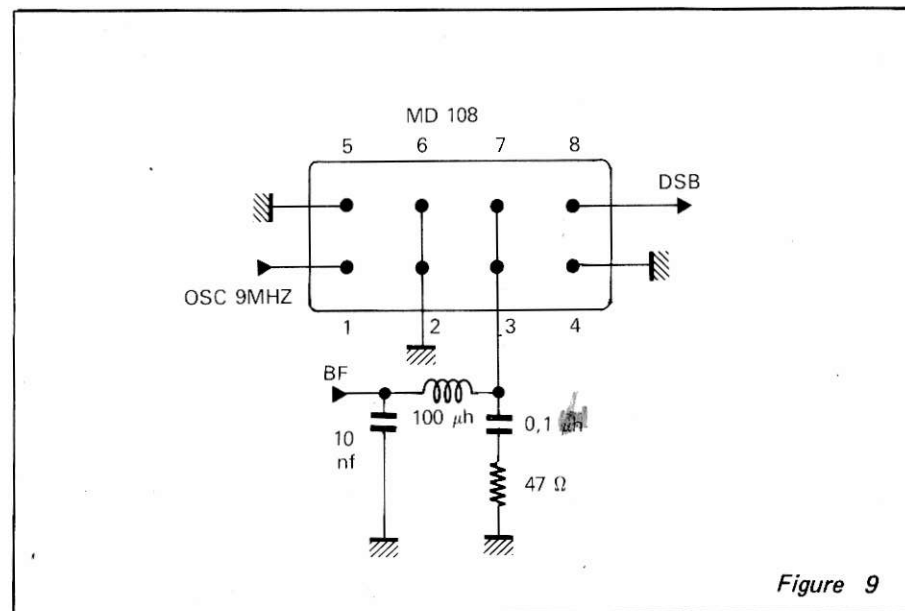 MD 108
5 6 7 8
DSB
OSC 9MHZ
1 2 3 4
BF
100 µh
0,1
10
nf
47 Ω
Figure 9